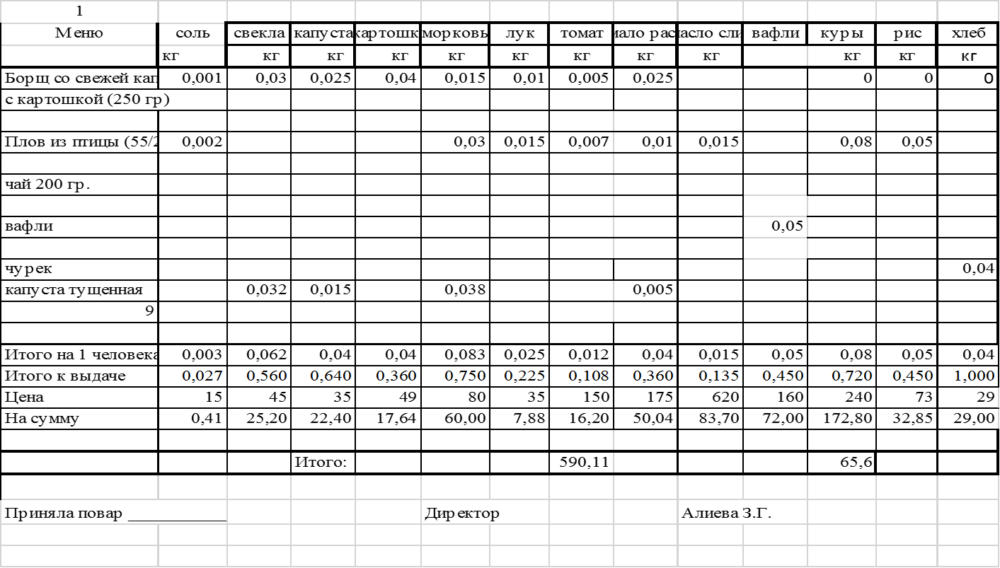 1
Меню соль свекла капуста картошк морковь лук томат мало рас масло сли вафли куры рис хлеб
кг кг кг кг кг кг кг кг кг кг кг кг
Борщ со свежей кап 0,001 0,03 0,025 0,04 0,015 0,01 0,005 0,025 0 0 0
с картошкой (250 гр)
Плов из птицы (55/2 0,002 0,03 0,015 0,007 0,01 0,015 0,08 0,05
чай 200 гр.
вафли 0,05
чурек 0,04
капуста тущенная 0,032 0,015 0,038 0,005
9
Итого на 1 человека 0,003 0,062 0,04 0,04 0,083 0,025 0,012 0,04 0,015 0,05 0,08 0,05 0,04
Итого к выдаче 0,027 0,560 0,640 0,360 0,750 0,225 0,108 0,360 0,135 0,450 0,720 0,450 1,000
Цена 15 45 35 49 80 35 150 175 620 160 240 73 29
На сумму 0,41 25,20 22,40 17,64 60,00 7,88 16,20 50,04 83,70 72,00 172,80 32,85 29,00
Итого: 590,11 65,6
Приняла повар ____________ Директор Алиева З.Г.